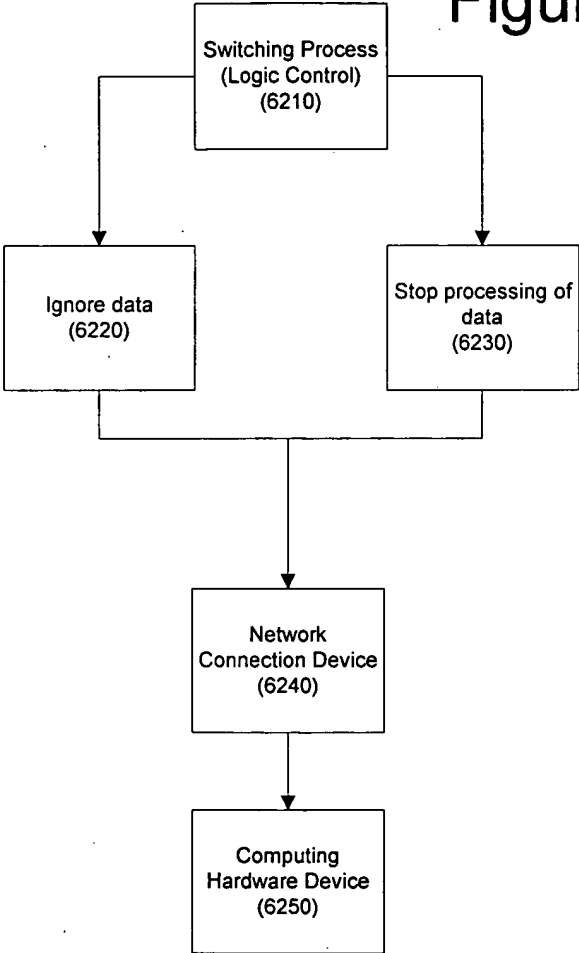 Figur
Switching Process
(Logic Control)
(6210)
Ignore data
(6220)
Stop processing of
data
(6230)
Network
Connection Device
(6240)
Computing
Hardware Device
(6250)